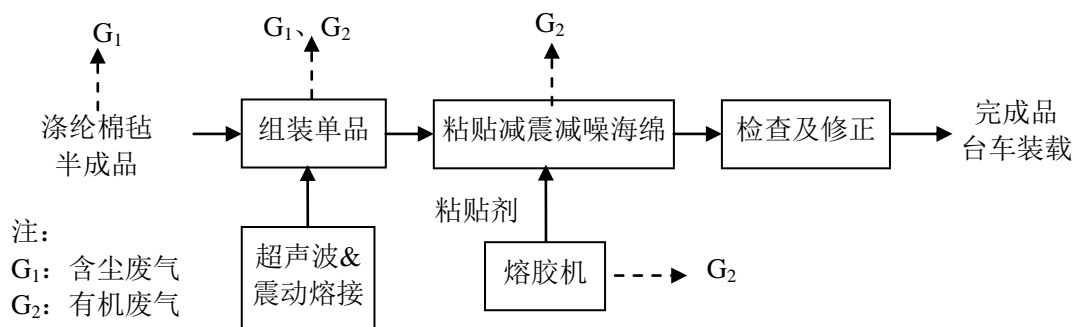 G₁
G₁、G₂
G₂
涤纶棉毡
半成品
组装单品
粘贴减震减噪海绵
检查及修正
完成品
台车装载
粘贴剂
超声波&
震动熔接
熔胶机
G₂
注：
G₁：含尘废气
G₂：有机废气